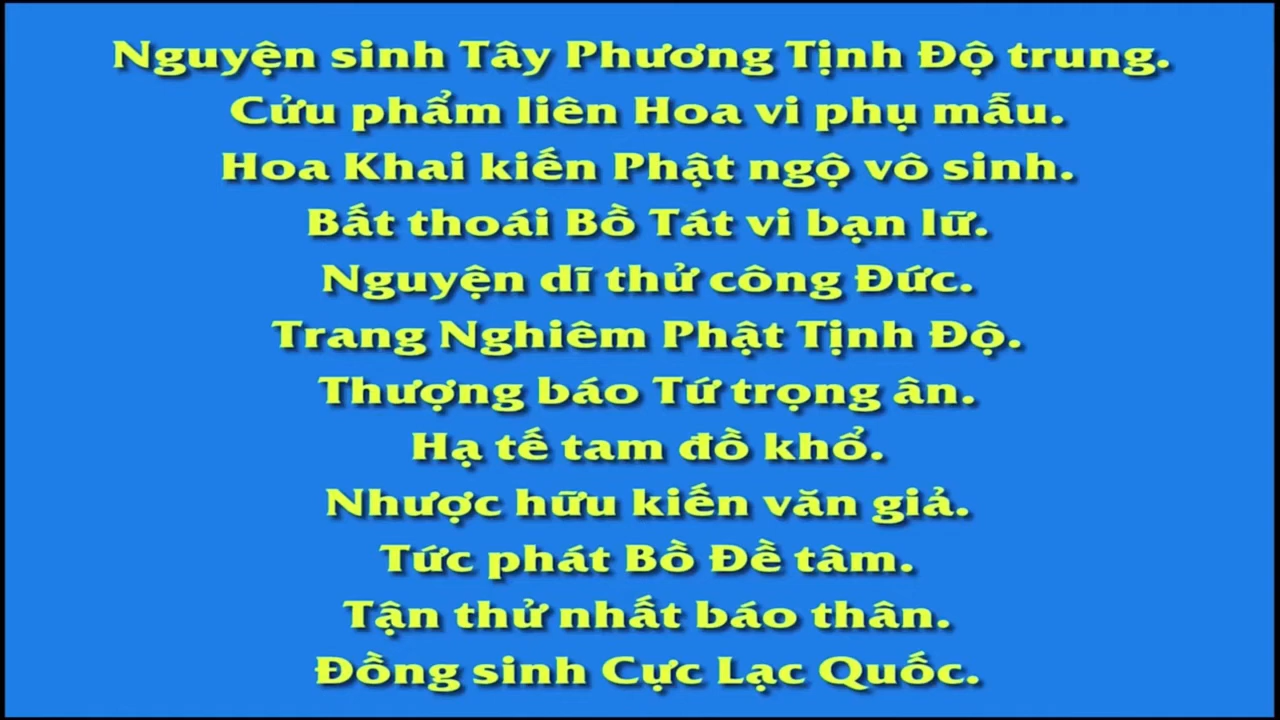 Nguyện sinh Tây Phương Tịnh Độ trung.
Cửu phẩm liên Hoa vi phụ mẫu.
Hoa Khai kiến Phật ngộ vô sinh.
Bất thoái Bồ Tát vi bạn lữ.
Nguyện dĩ thử công Đức.
Trang Nghiêm Phật Tịnh Độ.
Thượng báo Tứ trọng ân.
Hạ tế tam đồ khổ.
Nhược hữu kiến văn giả.
Tức phát Bồ Đề tâm.
Tận thử nhất báo thân.
Đồng sinh Cực Lạc Quốc.